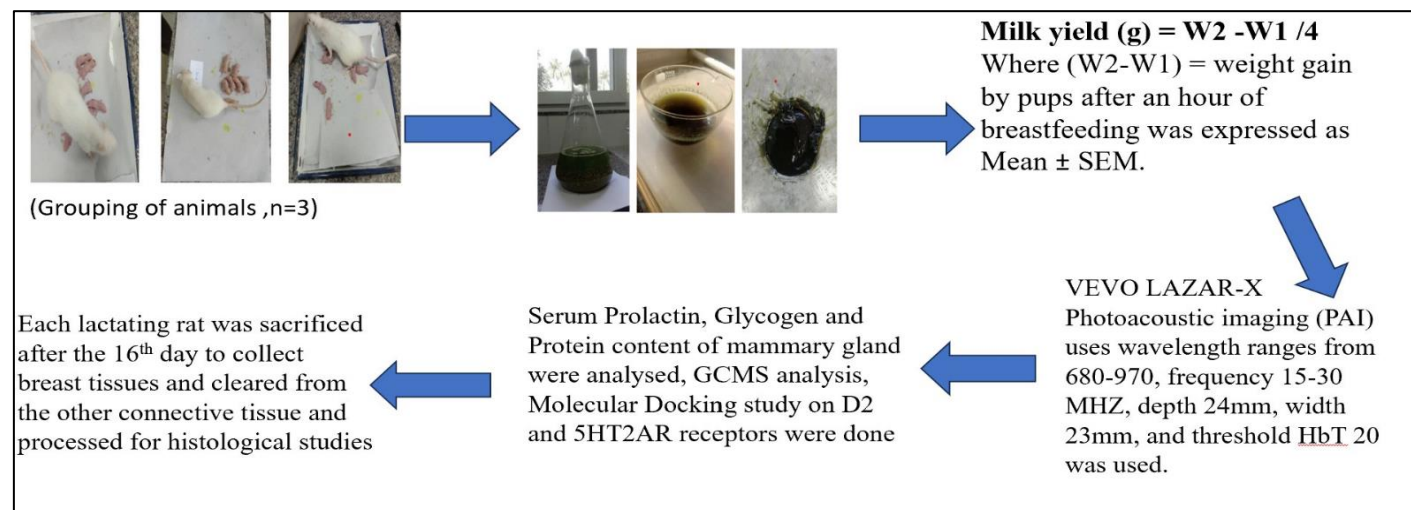 (Grouping of animals ,n=3)
Milk yield (g) = W2 -W1 /4
Where (W2-W1) = weight gain
by pups after an hour of
breastfeeding was expressed as
Mean ± SEM.
VEVO LAZAR-X
Photoacoustic imaging (PAI)
uses wavelength ranges from
680-970, frequency 15-30
MHZ, depth 24mm, width
23mm, and threshold HbT 20
was used.
Serum Prolactin, Glycogen and
Protein content of mammary gland
were analysed, GCMS analysis,
Molecular Docking study on D2
and 5HT2AR receptors were done
Each lactating rat was sacrificed
after the 16th day to collect
breast tissues and cleared from
the other connective tissue and
processed for histological studies